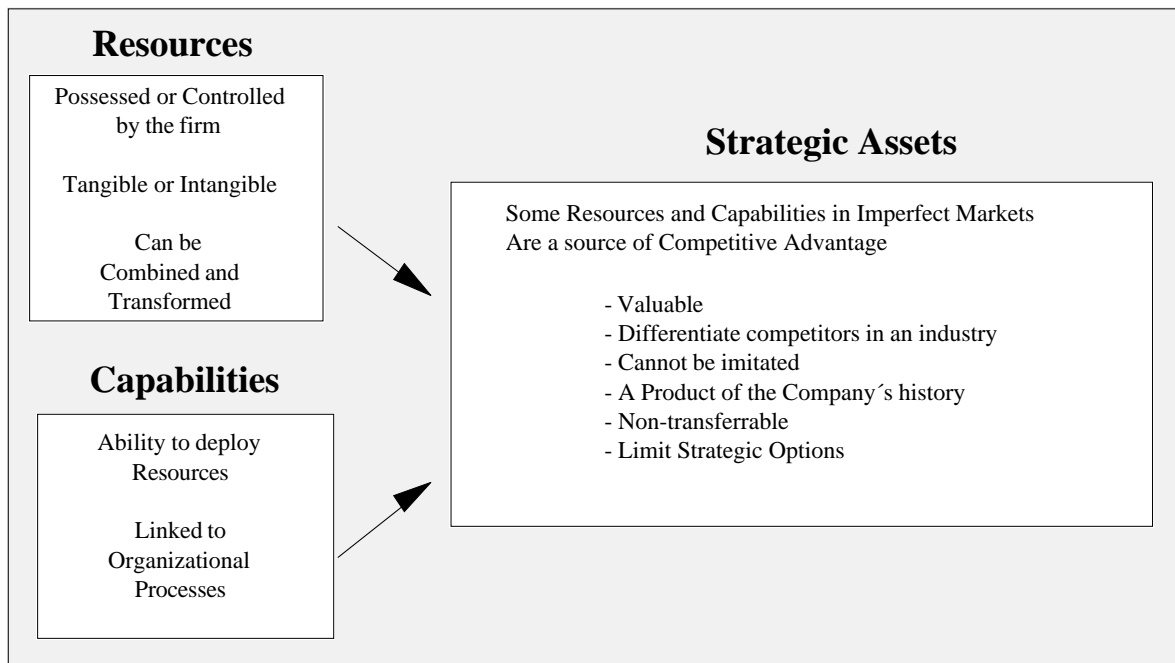 Resources
Possessed or Controlled
by the firm
Tangible or Intangible
Can be
Combined and
Transformed
Capabilities
Ability to deploy
Resources
Linked to
Organizational
Processes
Strategic Assets
Some Resources and Capabilities in Imperfect Markets
Are a source of Competitive Advantage
- Valuable
- Differentiate competitors in an industry
- Cannot be imitated
- A Product of the Company´s history
- Non-transferrable
- Limit Strategic Options